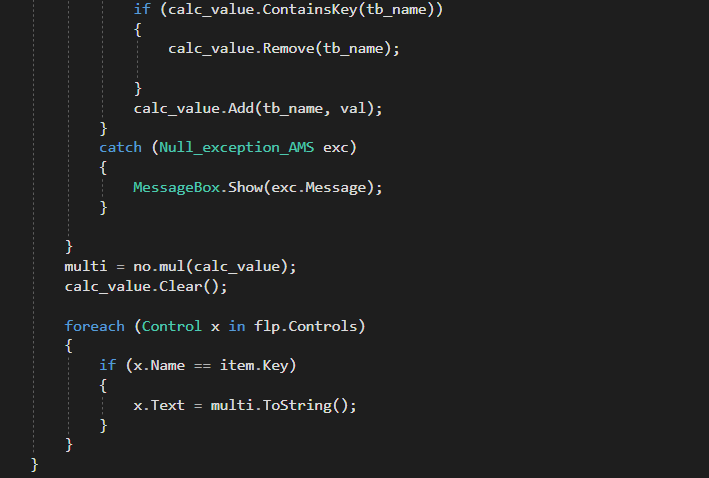 if (calc_value.ContainsKey(tb_name))
{
calc_value.Remove(tb_name);
}
calc_value.Add(tb_name, val);
}
catch (Null_exception_AMS exc)
{
MessageBox.Show(exc.Message);
}
}
multi = no.mul(calc_value);
calc_value.Clear();
foreach (Control x in flp.Controls)
{
if (x.Name == item.Key)
{
x.Text = multi.ToString();
}
}
}